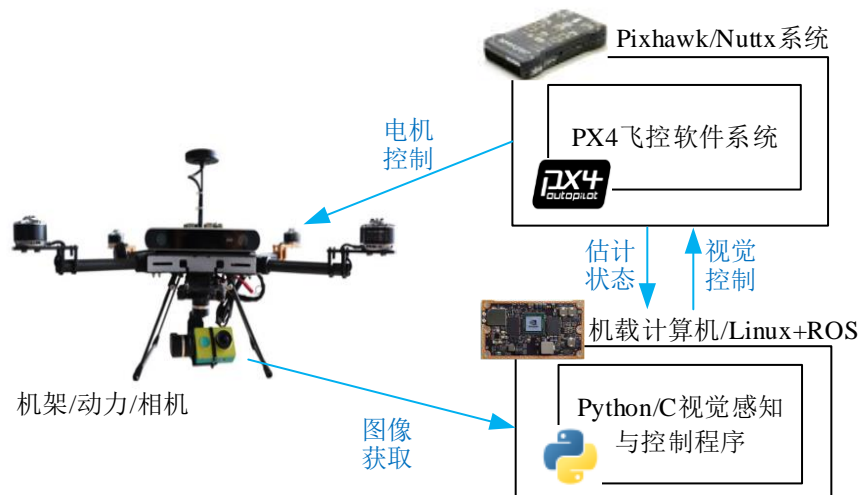 Pixhawk/Nuttx系统
PX4飞控软件系统
PX4
autopilot
电机
控制
估计
状态
视觉
控制
机载计算机/Linux+ROS
Python/C视觉感知
与控制程序
机架/动力/相机
图像
获取